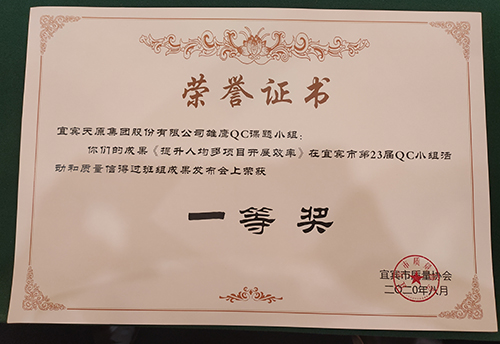 荣誉证书
宜宾天原集团股份有限公司雄鹰QC课题小组：
你们的成果《提升人均多项目开展效率》在宜宾市第23届QC小组活
动和质量信得过班组成果发布会上荣获
一等奖
宜宾市质量协会
二〇二〇年八月